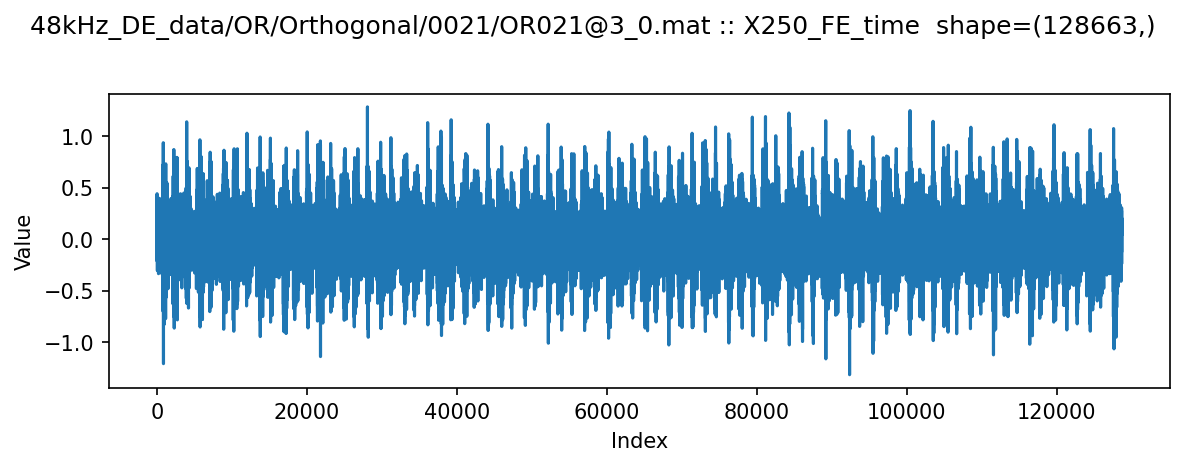 48kHz_DE_data/OR/Orthogonal/0021/OR021@3_0.mat :: X250_FE_time  shape=(128663,)
1.0
0.5
0.0
−0.5
−1.0
Value
0 20000 40000 60000 80000 100000 120000
Index